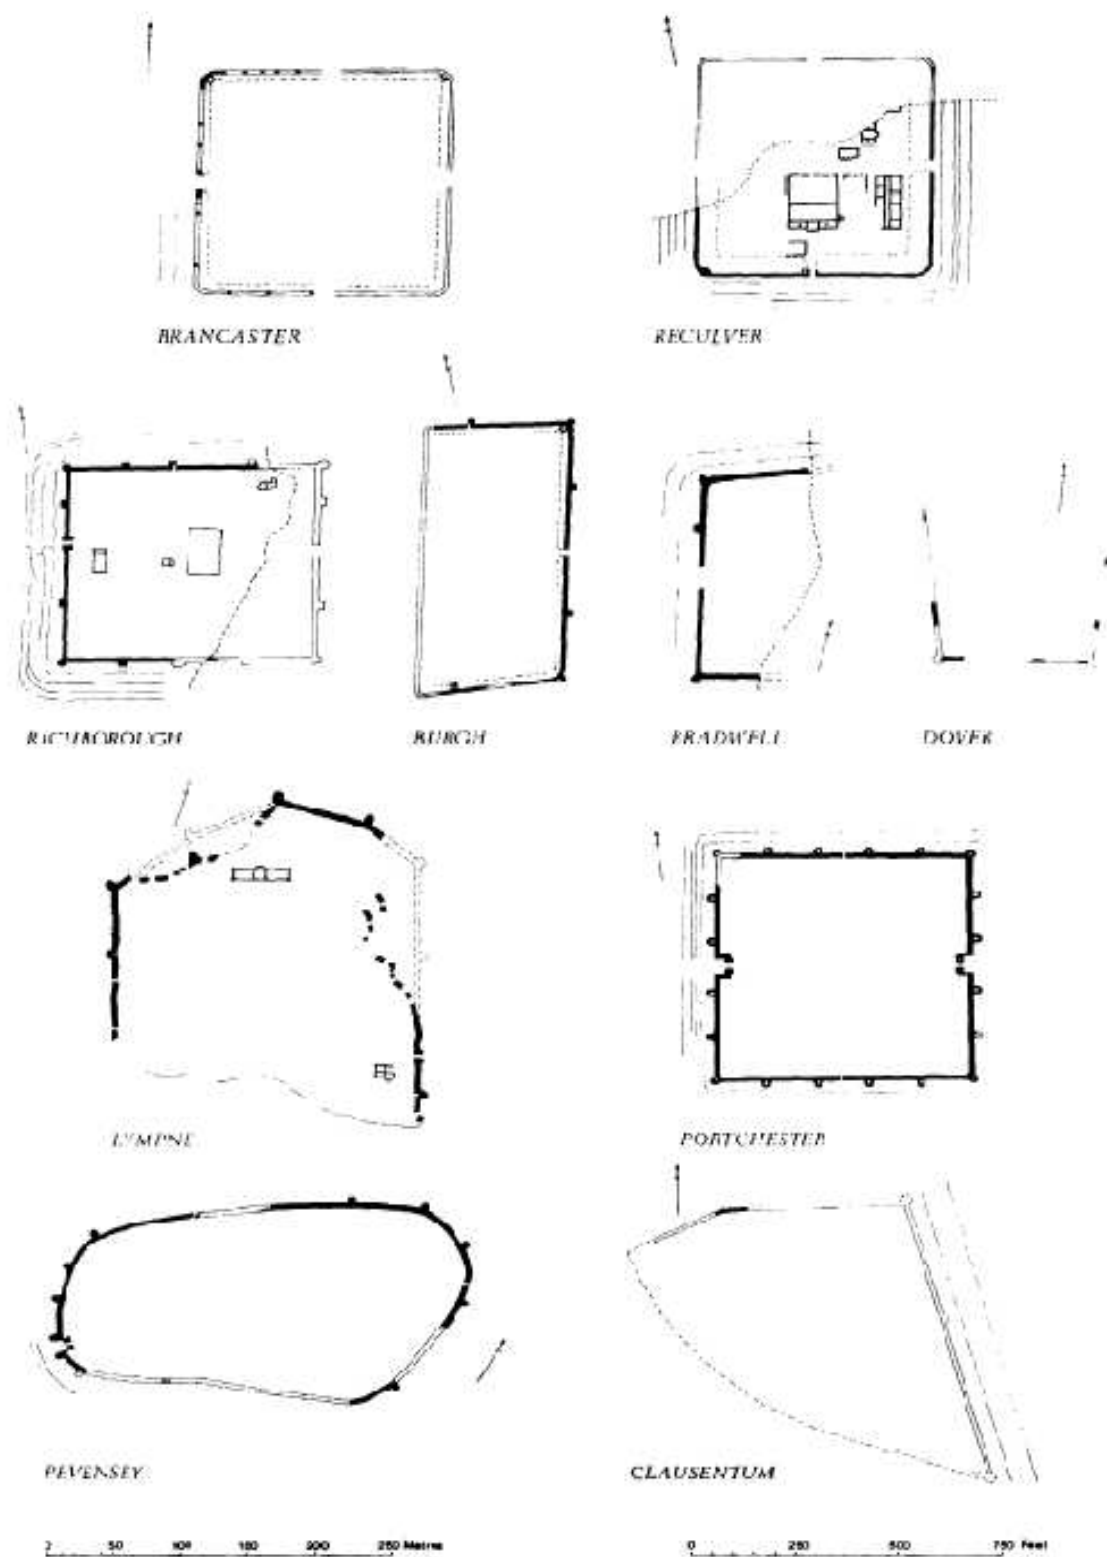 BRANCASTER
RECULVER
RICHBOROUGH
BURGH
BRADWELL
DOVER
LYMPNE
PORTCHESTER
PEVENSEY
CLAUSENTUM
50 100 150 200 250 Metres
0 250 500 750 Feet